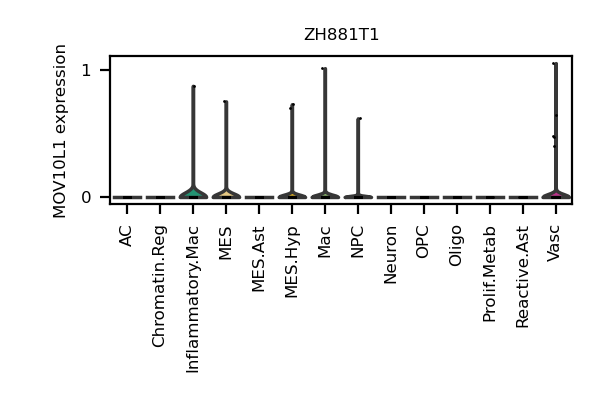 ZH881T1
MOV10L1 expression
1
0
AC
Chromatin.Reg
Inflammatory.Mac
MES
MES.Ast
MES.Hyp
Mac
NPC
Neuron
OPC
Oligo
Prolif.Metab
Reactive.Ast
Vasc